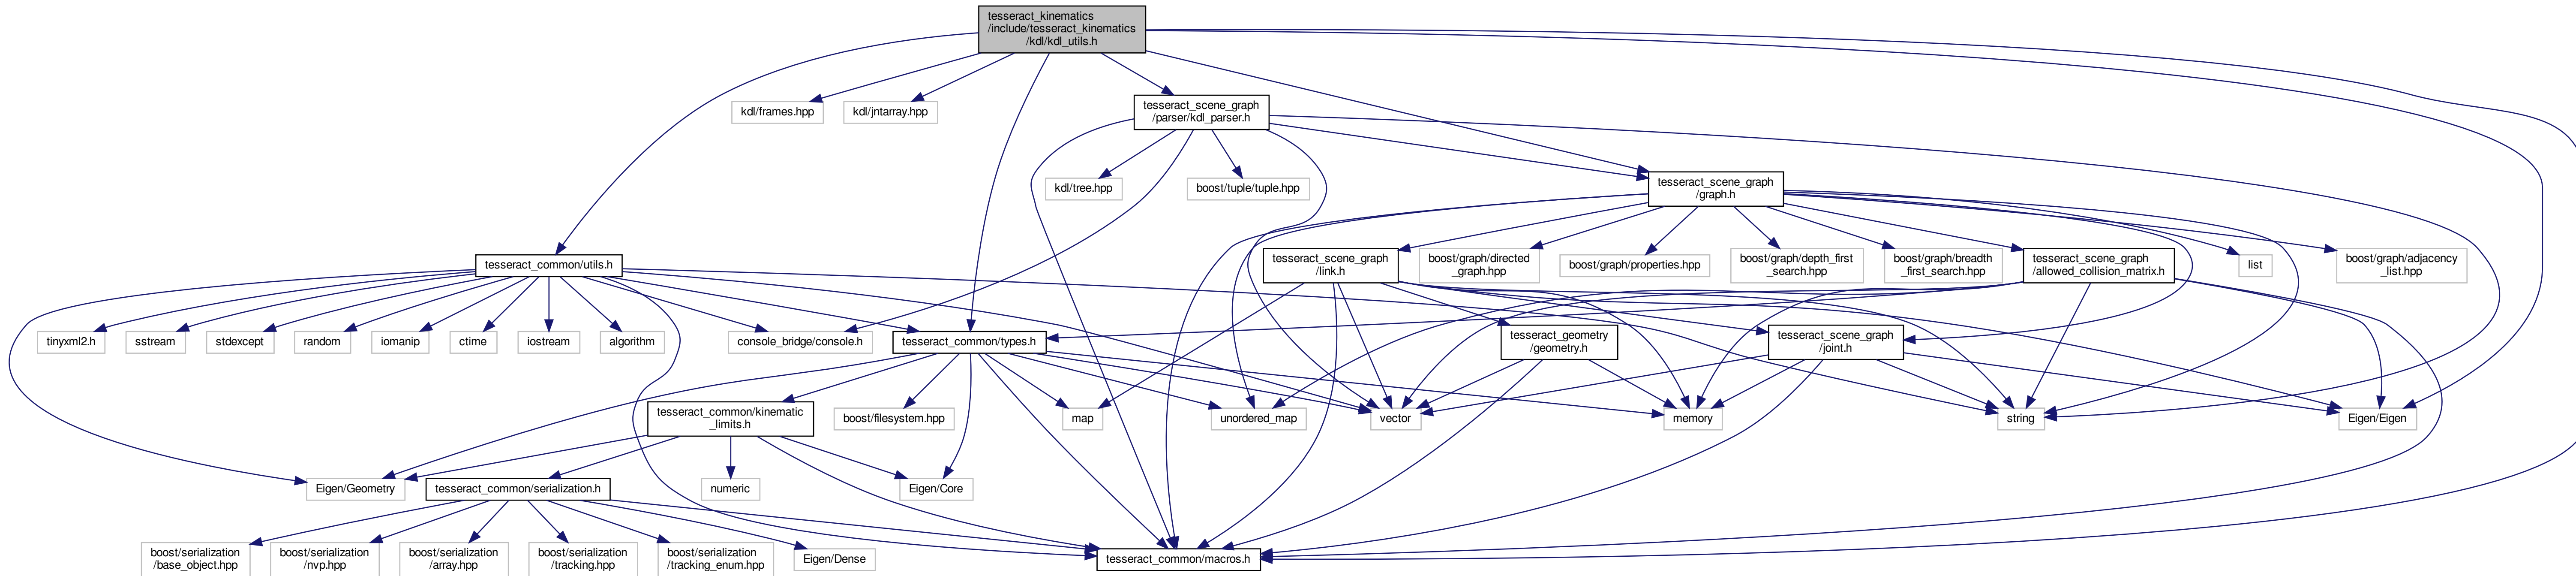 tesseract_kinematics
/include/tesseract_kinematics
/kdl/kdl_utils.h
kdl/frames.hpp
kdl/jntarray.hpp
tesseract_scene_graph
/parser/kdl_parser.h
kdl/tree.hpp
boost/tuple/tuple.hpp
tesseract_scene_graph
/graph.h
tesseract_common/utils.h
tesseract_scene_graph
/link.h
boost/graph/directed
_graph.hpp
boost/graph/properties.hpp
boost/graph/depth_first
_search.hpp
boost/graph/breadth
_first_search.hpp
tesseract_scene_graph
/allowed_collision_matrix.h
list
boost/graph/adjacency
_list.hpp
tinyxml2.h
sstream
stdexcept
random
iomanip
ctime
iostream
algorithm
console_bridge/console.h
tesseract_common/types.h
tesseract_geometry
/geometry.h
tesseract_scene_graph
/joint.h
tesseract_common/kinematic
_limits.h
boost/filesystem.hpp
map
unordered_map
vector
memory
string
Eigen/Eigen
Eigen/Geometry
tesseract_common/serialization.h
numeric
Eigen/Core
boost/serialization
/base_object.hpp
boost/serialization
/nvp.hpp
boost/serialization
/array.hpp
boost/serialization
/tracking.hpp
boost/serialization
/tracking_enum.hpp
Eigen/Dense
tesseract_common/macros.h